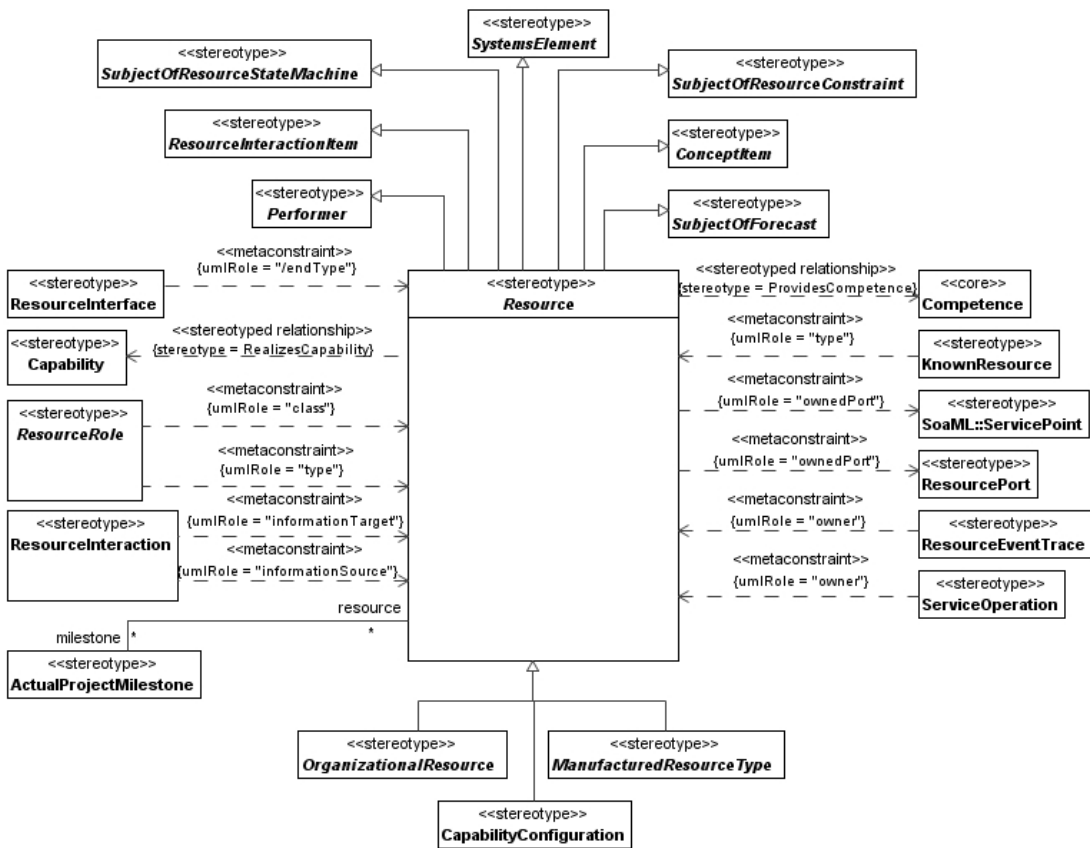 <<stereotype>>
SystemsElement
<<stereotype>>
SubjectOfResourceStateMachine
<<stereotype>>
SubjectOfResourceConstraint
<<stereotype>>
ResourceInteractionItem
<<stereotype>>
ConceptItem
<<stereotype>>
Performer
<<stereotype>>
SubjectOfForecast
<<metaconstraint>>
{umlRole = "/endType"}
<<stereotype>>
ResourceInterface
<<stereotype>>
Resource
<<stereotyped relationship>>
{stereotype = ProvidesCompetence}
<<core>>
Competence
<<stereotyped relationship>>
{stereotype = RealizesCapability}
<<stereotype>>
Capability
<<metaconstraint>>
{umlRole = "type"}
<<stereotype>>
KnownResource
<<metaconstraint>>
{umlRole = "class"}
<<stereotype>>
ResourceRole
<<metaconstraint>>
{umlRole = "type"}
<<metaconstraint>>
{umlRole = "ownedPort"}
<<stereotype>>
SoaML::ServicePoint
<<metaconstraint>>
{umlRole = "ownedPort"}
<<stereotype>>
ResourcePort
<<metaconstraint>>
{umlRole = "informationTarget"}
<<stereotype>>
ResourceInteraction
<<metaconstraint>>
{umlRole = "informationSource"}
<<metaconstraint>>
{umlRole = "owner"}
<<stereotype>>
ResourceEventTrace
<<metaconstraint>>
{umlRole = "owner"}
<<stereotype>>
ServiceOperation
resource
*
milestone
*
<<stereotype>>
ActualProjectMilestone
<<stereotype>>
OrganizationalResource
<<stereotype>>
ManufacturedResourceType
<<stereotype>>
CapabilityConfiguration